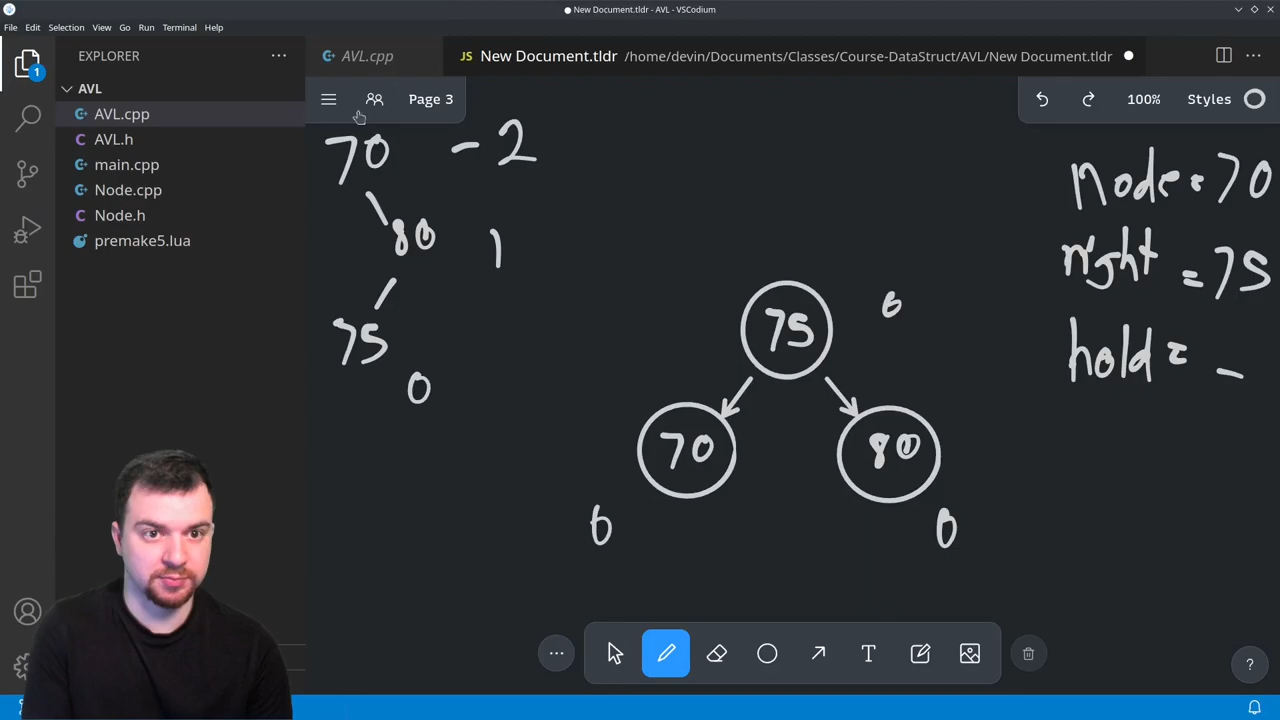 New Document.tldr - AVL - VSCodium
File Edit Selection View Go Run Terminal Help
EXPLORER
AVL
AVL.cpp
AVL.h
main.cpp
Node.cpp
Node.h
premake5.lua
1
AVL.cpp
JS New Document.tldr /home/devin/Documents/Classes/Course-DataStruct/AVL/New Document.tldr
Page 3
100% Styles
70 - 2
80 1
75
0
75 0
70 80
0 0
node = 70
right = 75
hold = -
T
?